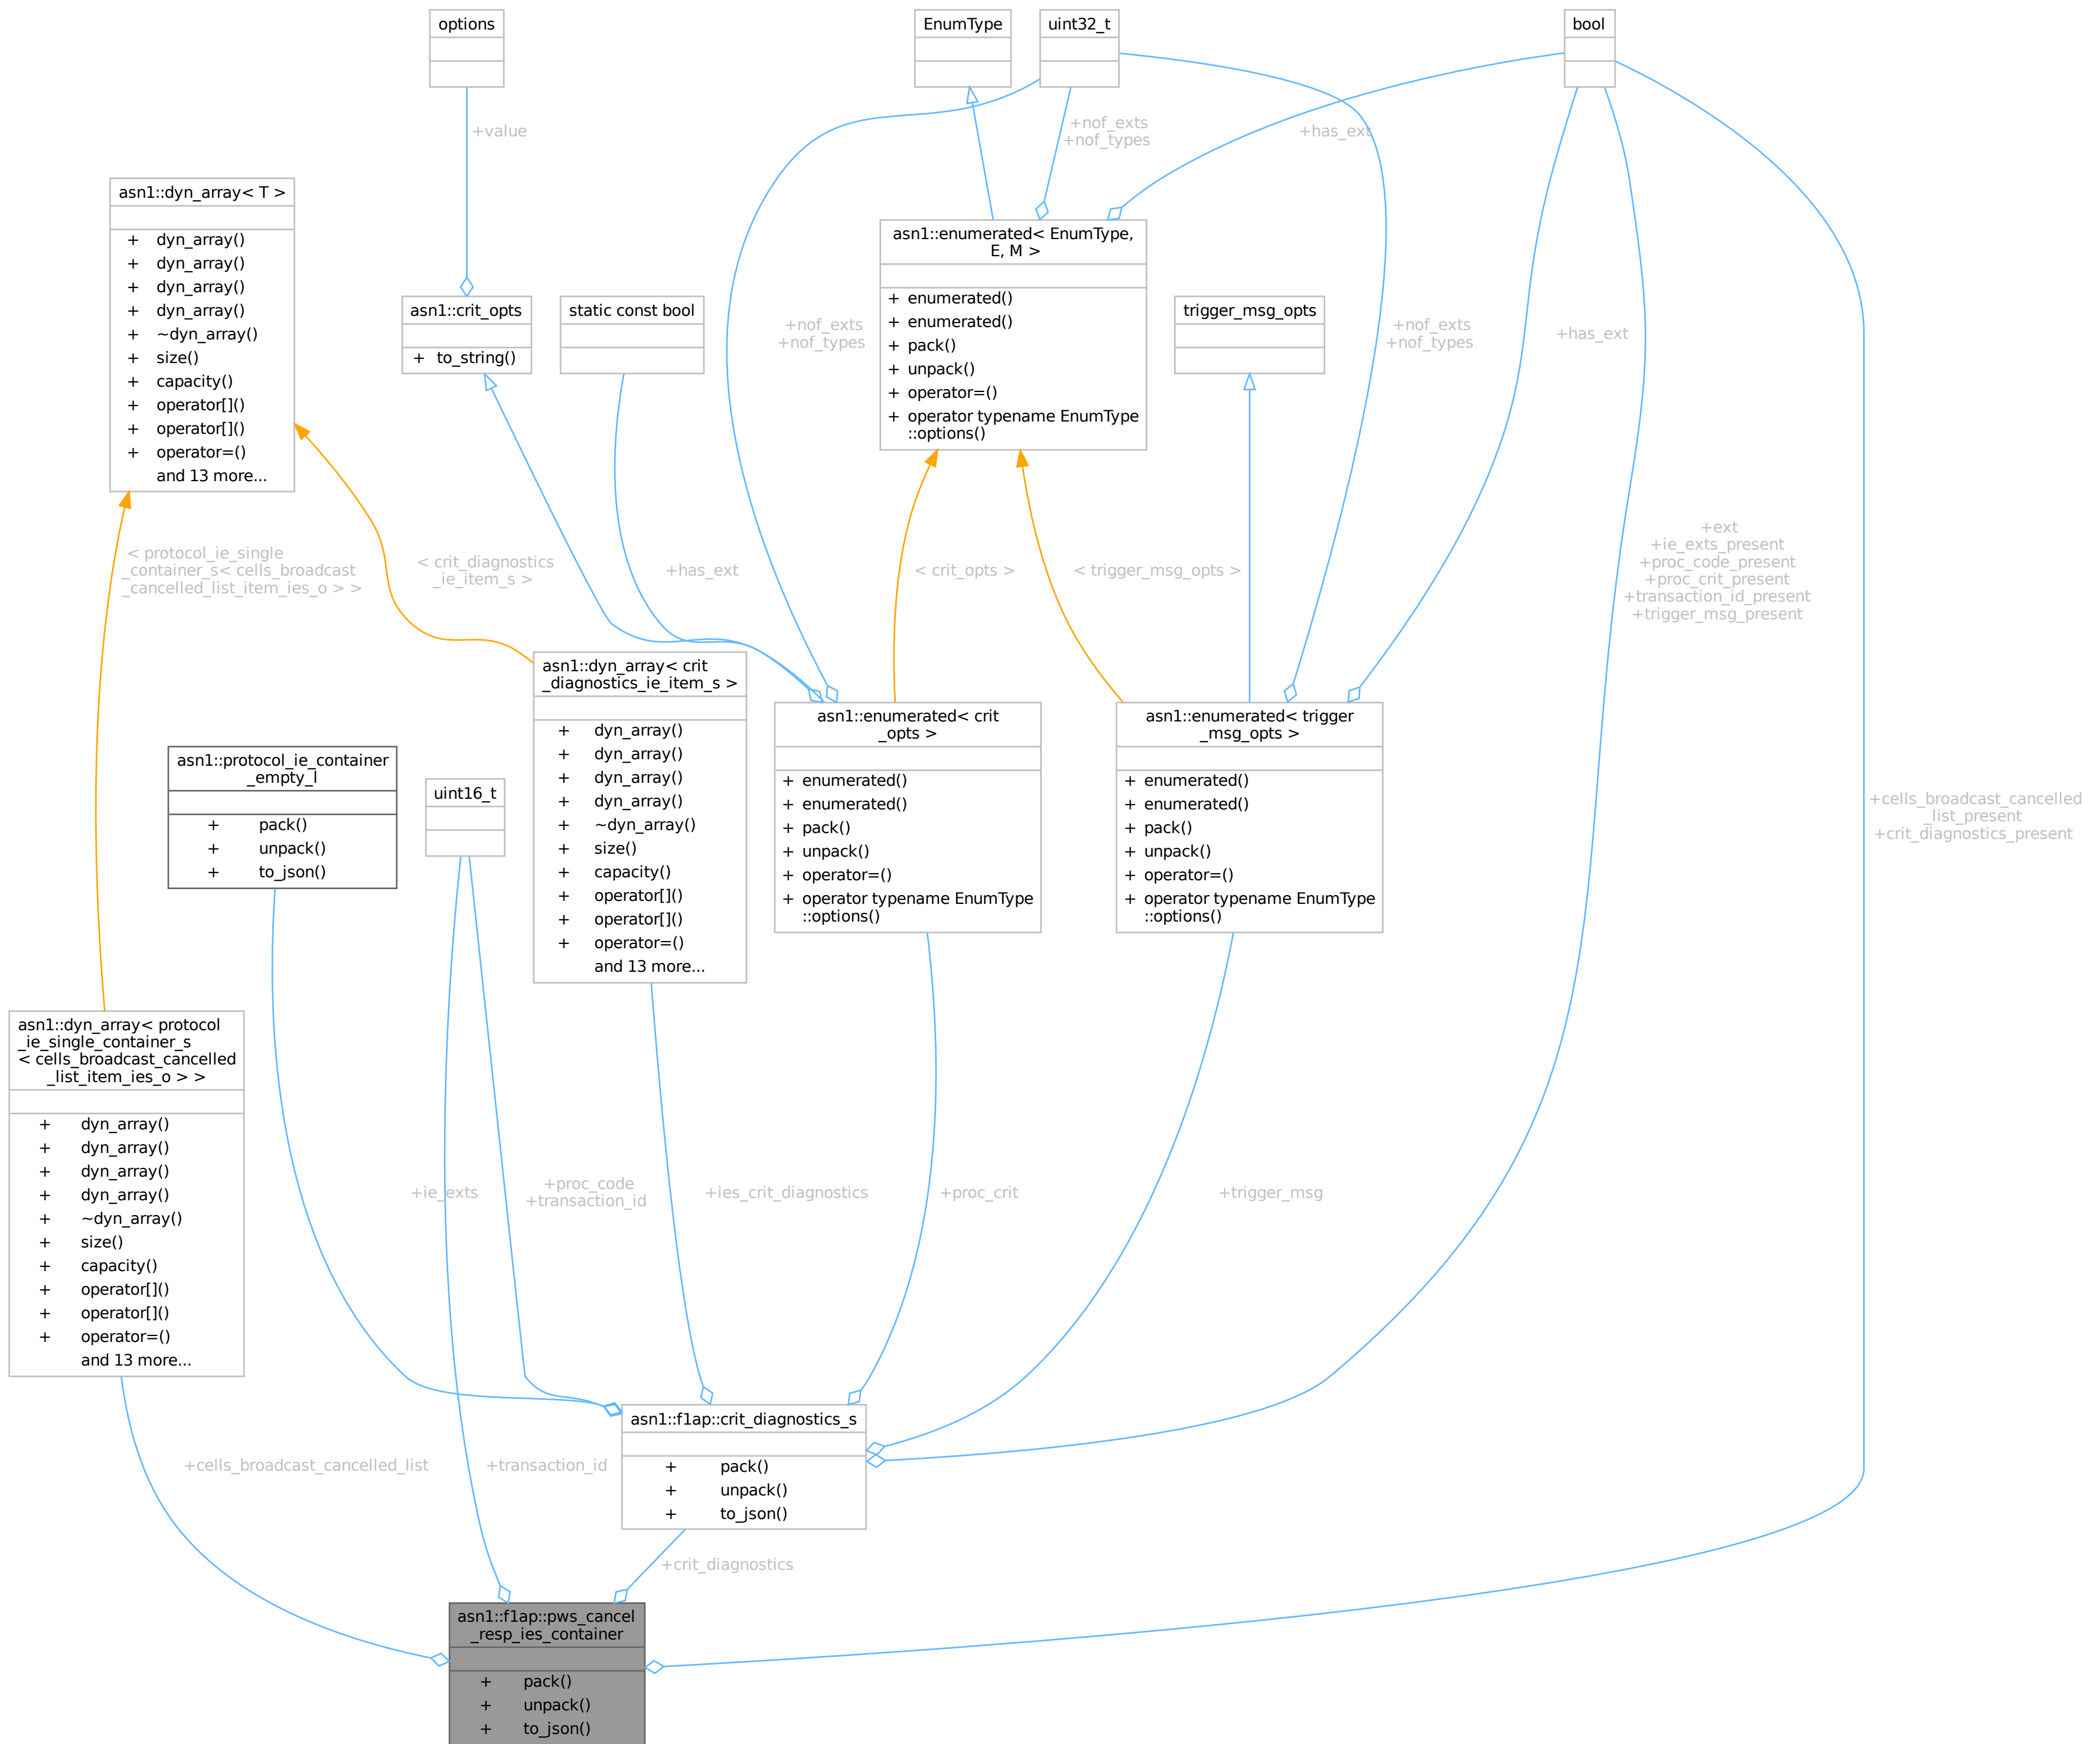 options
EnumType
uint32_t
bool
+value
+nof_exts
+nof_types
+has_ext
asn1::dyn_array< T >
+ dyn_array()
+ dyn_array()
+ dyn_array()
+ dyn_array()
+ ~dyn_array()
+ size()
+ capacity()
+ operator[]()
+ operator[]()
+ operator=()
and 13 more...
asn1::enumerated< EnumType,
E, M >
+ enumerated()
+ enumerated()
+ pack()
+ unpack()
+ operator=()
+ operator typename EnumType
::options()
asn1::crit_opts
+ to_string()
static const bool
trigger_msg_opts
+nof_exts
+nof_types
+nof_exts
+nof_types
+has_ext
< protocol_ie_single
_container_s< cells_broadcast
_cancelled_list_item_ies_o > >
< crit_diagnostics
_ie_item_s >
+has_ext
< crit_opts >
< trigger_msg_opts >
+ext
+ie_exts_present
+proc_code_present
+proc_crit_present
+transaction_id_present
+trigger_msg_present
asn1::dyn_array< crit
_diagnostics_ie_item_s >
+ dyn_array()
+ dyn_array()
+ dyn_array()
+ dyn_array()
+ ~dyn_array()
+ size()
+ capacity()
+ operator[]()
+ operator[]()
+ operator=()
and 13 more...
asn1::enumerated< crit
_opts >
+ enumerated()
+ enumerated()
+ pack()
+ unpack()
+ operator=()
+ operator typename EnumType
::options()
asn1::enumerated< trigger
_msg_opts >
+ enumerated()
+ enumerated()
+ pack()
+ unpack()
+ operator=()
+ operator typename EnumType
::options()
asn1::protocol_ie_container
_empty_l
+ pack()
+ unpack()
+ to_json()
uint16_t
+cells_broadcast_cancelled
_list_present
+crit_diagnostics_present
asn1::dyn_array< protocol
_ie_single_container_s
< cells_broadcast_cancelled
_list_item_ies_o > >
+ dyn_array()
+ dyn_array()
+ dyn_array()
+ dyn_array()
+ ~dyn_array()
+ size()
+ capacity()
+ operator[]()
+ operator[]()
+ operator=()
and 13 more...
+ie_exts
+proc_code
+transaction_id
+ies_crit_diagnostics
+proc_crit
+trigger_msg
asn1::f1ap::crit_diagnostics_s
+ pack()
+ unpack()
+ to_json()
+cells_broadcast_cancelled_list
+transaction_id
+crit_diagnostics
asn1::f1ap::pws_cancel
_resp_ies_container
+ pack()
+ unpack()
+ to_json()